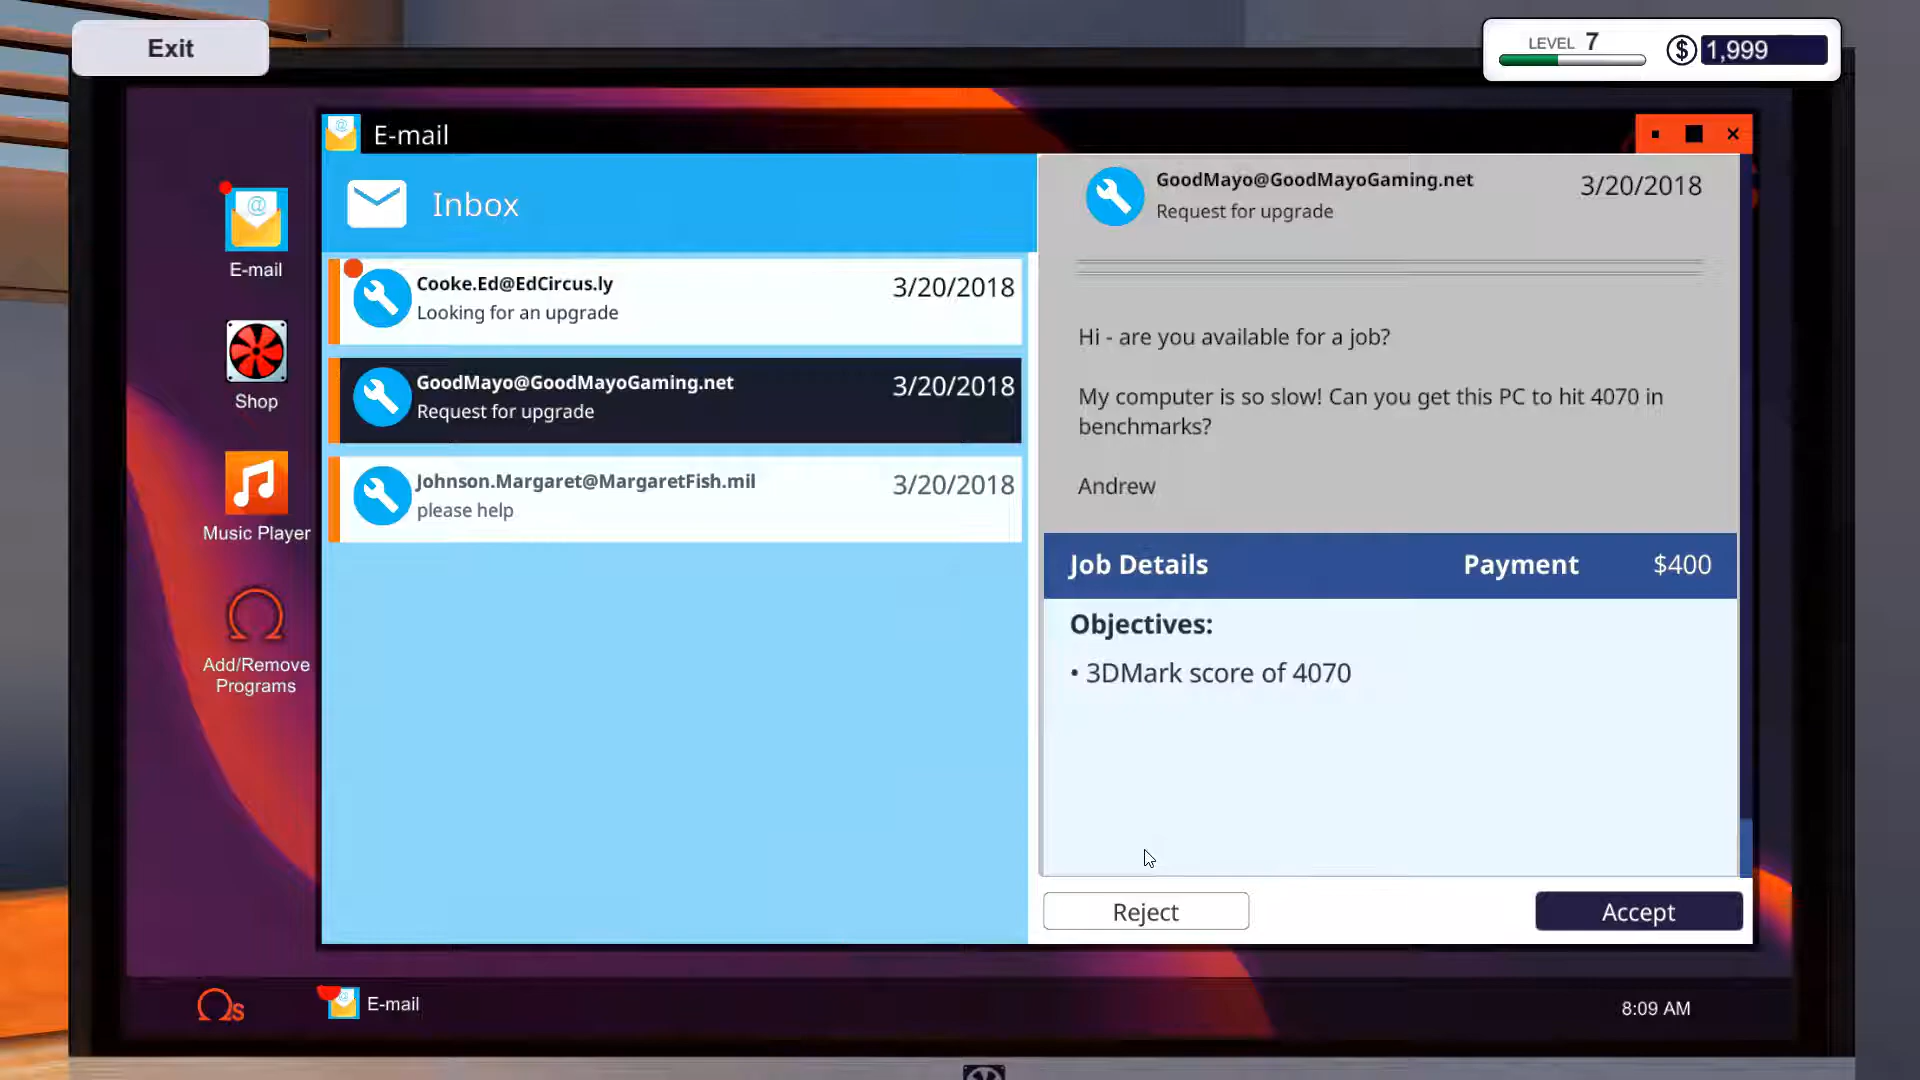 Exit
LEVEL 7
$ 1,999
E-mail
Inbox
Cooke.Ed@EdCircus.ly
3/20/2018
Looking for an upgrade
GoodMayo@GoodMayoGaming.net
3/20/2018
Request for upgrade
Johnson.Margaret@MargaretFish.mil
3/20/2018
please help
GoodMayo@GoodMayoGaming.net
3/20/2018
Request for upgrade
Hi - are you available for a job?
My computer is so slow! Can you get this PC to hit 4070 in
benchmarks?
Andrew
Job Details
Payment
$400
Objectives:
• 3DMark score of 4070
Reject
Accept
@
E-mail
Shop
Music Player
Add/Remove
Programs
Ωs
E-mail
8:09 AM